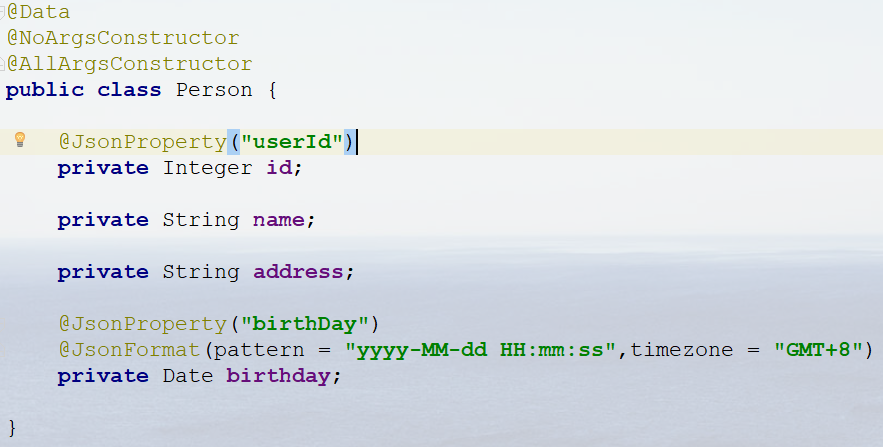 @Data
@NoArgsConstructor
@AllArgsConstructor
public class Person {
@JsonProperty("userId")
private Integer id;
private String name;
private String address;
@JsonProperty("birthDay")
@JsonFormat(pattern = "yyyy-MM-dd HH:mm:ss",timezone = "GMT+8")
private Date birthday;
}